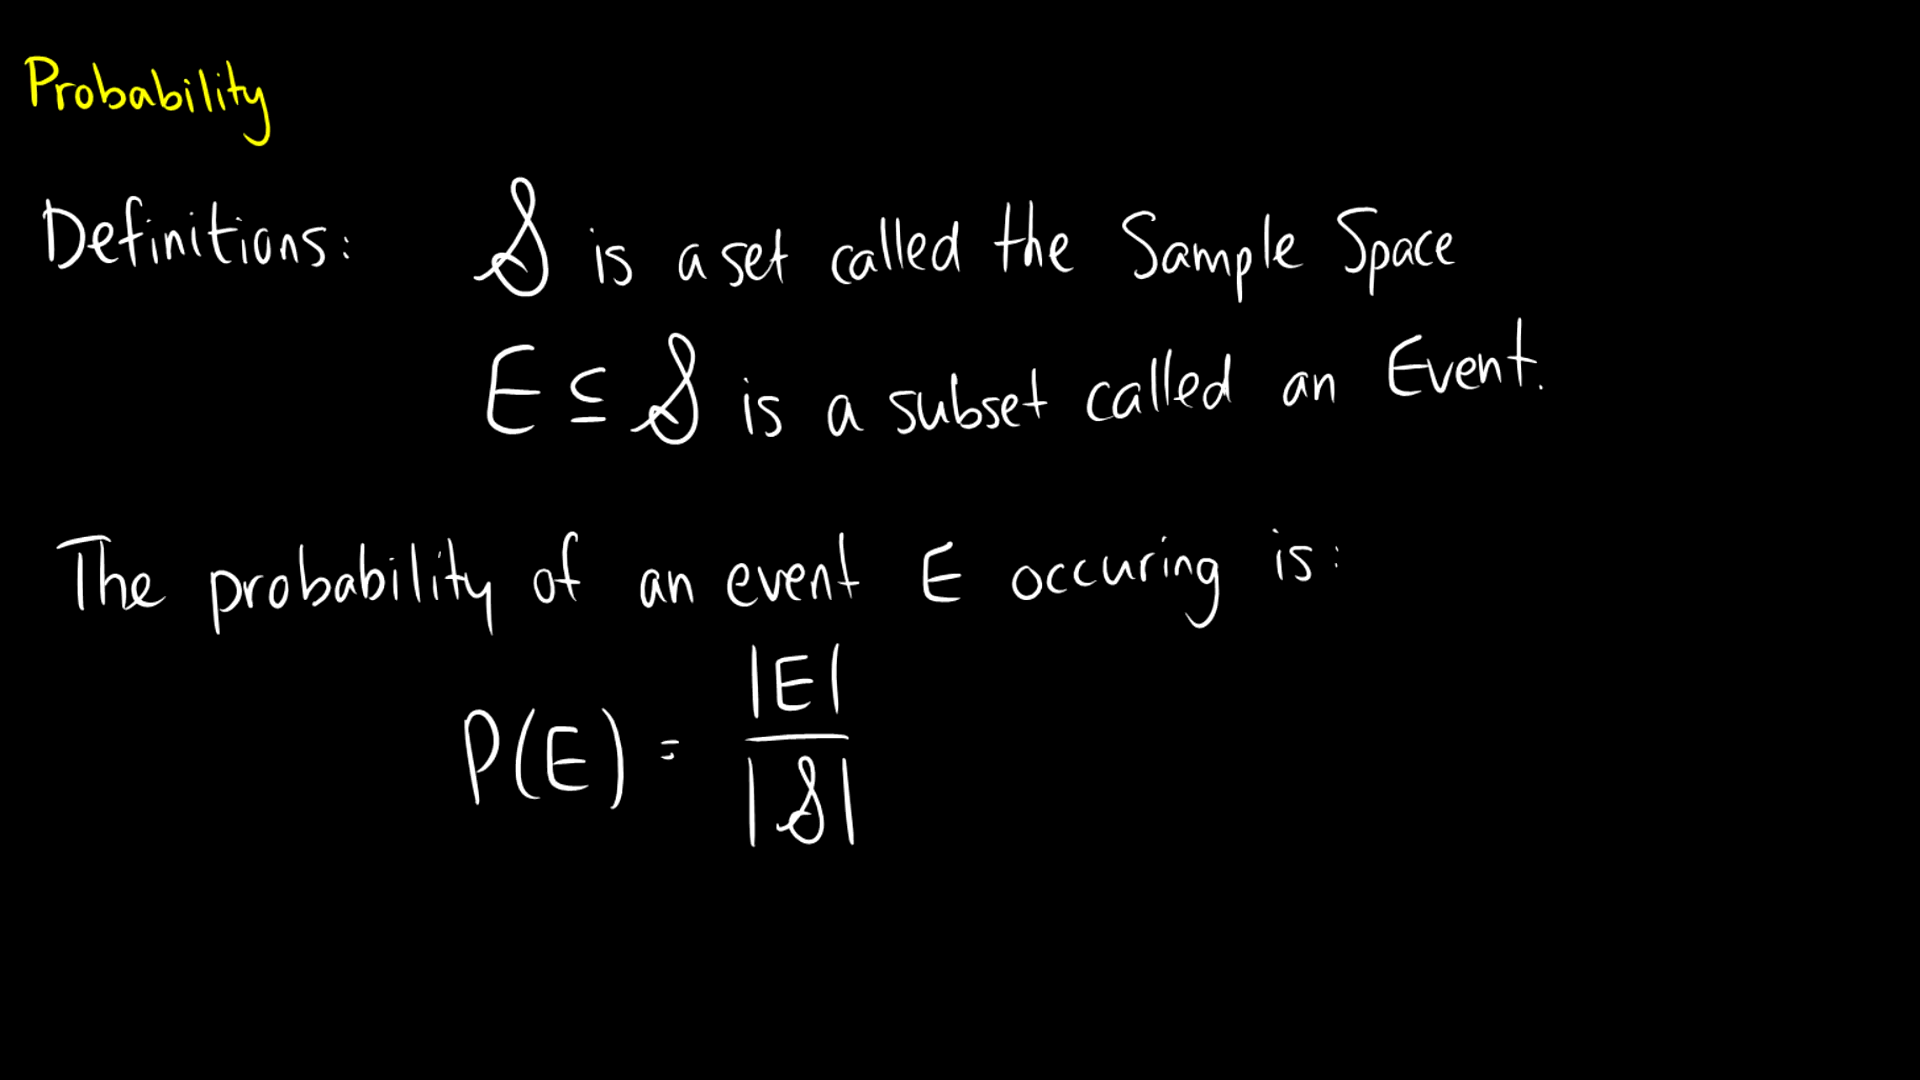 Probability
Definitions: 𝒮 is a set called the Sample Space
E ⊆ 𝒮 is a subset called an Event.
The probability of an event E occuring is:
P(E) = |E| / |𝒮|